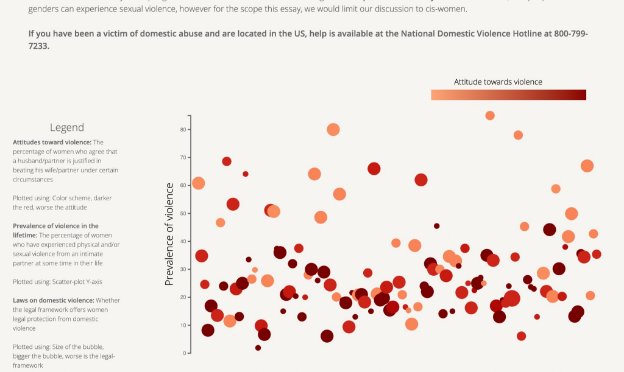 genders can experience sexual violence, however for the scope this essay, we would limit our discussion to cis-women.
If you have been a victim of domestic abuse and are located in the US, help is available at the National Domestic Violence Hotline at 800-799-
7233.
Attitude towards violence
Legend
Attitudes toward violence: The
percentage of women who agree that
a husband/partner is justified in
beating his wife/partner under certain
circumstances
Plotted using: Color scheme, darker
the red, worse the attitude
Prevalence of violence in the
lifetime: The percentage of women
who have experienced physical and/or
sexual violence from an intimate
partner at some time in their life
Plotted using: Scatter-plot Y-axis
Laws on domestic violence: Whether
the legal framework offers women
legal protection from domestic
violence
Plotted using: Size of the bubble,
bigger the bubble, worse is the legal-
framework
Prevalence of violence
80
70
60
50
40
30
20
10
0